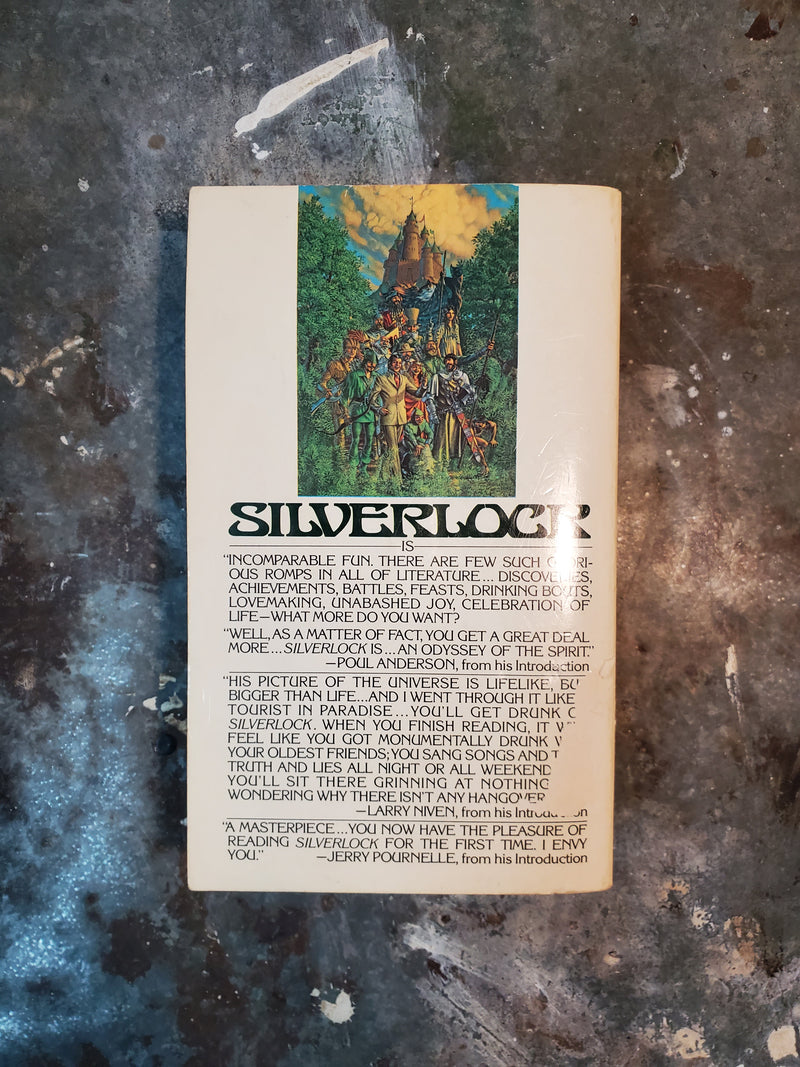 SILVERLOCK
IS
"INCOMPARABLE FUN. THERE ARE FEW SUCH GLORI-
OUS ROMPS IN ALL OF LITERATURE... DISCOVERIES,
ACHIEVEMENTS, BATTLES, FEASTS, DRINKING BOUTS,
LOVEMAKING, UNABASHED JOY, CELEBRATION OF
LIFE—WHAT MORE DO YOU WANT?
"WELL, AS A MATTER OF FACT, YOU GET A GREAT DEAL
MORE...SILVERLOCK IS...AN ODYSSEY OF THE SPIRIT."
—POUL ANDERSON, from his Introduction
"HIS PICTURE OF THE UNIVERSE IS LIFELIKE,
BIGGER THAN LIFE...AND I WENT THROUGH IT LIKE
TOURIST IN PARADISE...YOU'LL GET DRUNK
SILVERLOCK. WHEN YOU FINISH READING, IT
FEEL LIKE YOU GOT MONUMENTALLY DRUNK
YOUR OLDEST FRIENDS; YOU SANG SONGS AND
TRUTH AND LIES ALL NIGHT OR ALL WEEKEND
YOU'LL SIT THERE GRINNING AT NOTHING
WONDERING WHY THERE ISN'T ANY HANGOVER
—LARRY NIVEN, from his Introduction
"A MASTERPIECE...YOU NOW HAVE THE PLEASURE OF
READING SILVERLOCK FOR THE FIRST TIME. I ENVY
YOU." —JERRY POURNELLE, from his Introduction